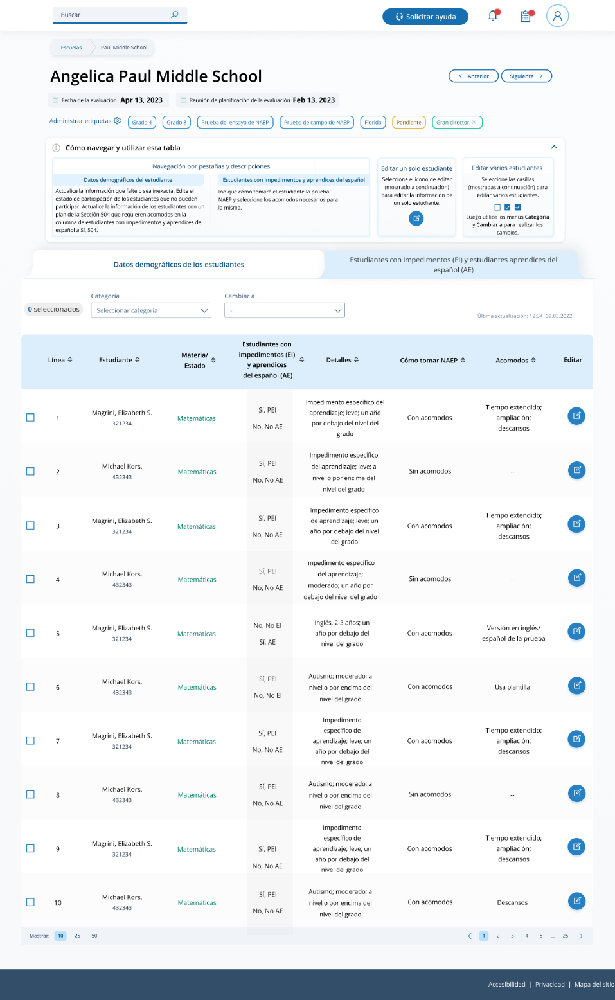 Buscar
Solicitar ayuda
Escuelas
Paul Middle School
Angelica Paul Middle School
← Anterior
Siguiente →
Fecha de la evaluación Apr 13, 2023
Reunión de planificación de la evaluación Feb 13, 2023
Administrar etiquetas
Grado 4
Grado 8
Prueba de ensayo de NAEP
Prueba de campo de NAEP
Florida
Pendiente
Gran director ×
Cómo navegar y utilizar esta tabla
Navegación por pestañas y descripciones
Datos demográficos del estudiante
Actualice la información que falte o sea inexacta. Edite el
estado de participación de los estudiantes que no pueden
participar. Actualice la información de los estudiantes con un
plan de la Sección 504 que requieren acomodos en la
columna de estudiantes con impedimentos y aprendices del
español a Sí, 504.
Estudiantes con impedimentos y aprendices del español
Indique cómo tomará el estudiante la prueba
NAEP y seleccione los acomodos necesarios para
la misma.
Editar un solo estudiante
Seleccione el icono de editar
(mostrado a continuación)
para editar la información de
un solo estudiante.
Editar varios estudiantes
Seleccione las casillas
(mostradas a continuación) para
editar varios estudiantes.
Luego utilice los menús Categoría
y Cambiar a para realizar los
cambios.
Datos demográficos de los estudiantes
Estudiantes con impedimentos (EI) y estudiantes aprendices del
español (AE)
0 seleccionados
Categoría
Seleccionar categoría
Cambiar a
-
Última actualización: 12:34 09.03.2022
Línea
Estudiante
Materia/
Estado
Estudiantes con
impedimentos (EI)
y aprendices
del español (AE)
Detalles
Cómo tomar NAEP
Acomodos
Editar
1
Magrini, Elizabeth S.
321234
Matemáticas
Sí, PEI
No, No AE
Impedimento específico del
aprendizaje; leve; un año
por debajo del nivel del
grado
Con acomodos
Tiempo extendido;
ampliación;
descansos
2
Michael Kors.
432343
Matemáticas
Sí, PEI
No, No AE
Impedimento específico
del aprendizaje; leve; a
nivel o por encima del
nivel del grado
Sin acomodos
--
3
Magrini, Elizabeth S.
321234
Matemáticas
Sí, PEI
No, No AE
Impedimento específico
de aprendizaje; leve; un
año por debajo del nivel
del grado
Con acomodos
Tiempo extendido;
ampliación;
descansos
4
Michael Kors.
432343
Matemáticas
Sí, PEI
No, No AE
Impedimento específico
del aprendizaje;
moderado; un año por
debajo del nivel del grado
Sin acomodos
--
5
Magrini, Elizabeth S.
321234
Matemáticas
No, No EI
Sí, AE
Inglés, 2-3 años; un
año por debajo del
nivel del grado
Con acomodos
Versión en inglés/
español de la prueba
6
Michael Kors.
432343
Matemáticas
Sí, PEI
No, No EI
Autismo; moderado; a
nivel o por encima del
nivel del grado
Con acomodos
Usa plantilla
7
Magrini, Elizabeth S.
321234
Matemáticas
Sí, PEI
No, No AE
Impedimento
específico de
aprendizaje; leve; un
año por debajo del
nivel del grado
Con acomodos
Tiempo extendido;
ampliación;
descansos
8
Michael Kors.
432343
Matemáticas
Sí, PEI
No, No AE
Autismo; moderado; a
nivel o por encima del
nivel del grado
Sin acomodos
--
9
Magrini, Elizabeth S.
321234
Matemáticas
Sí, PEI
No, No AE
Impedimento
específico de
aprendizaje; leve; un
año por debajo del
nivel del grado
Con acomodos
Tiempo extendido;
ampliación;
descansos
10
Michael Kors.
432343
Matemáticas
Sí, PEI
No, No AE
Autismo; moderado; a
nivel o por encima del
nivel del grado
Con acomodos
Descansos
Mostrar: 10 25 50
1 2 3 4 5 ... 25
Accesibilidad | Privacidad | Mapa del sitio